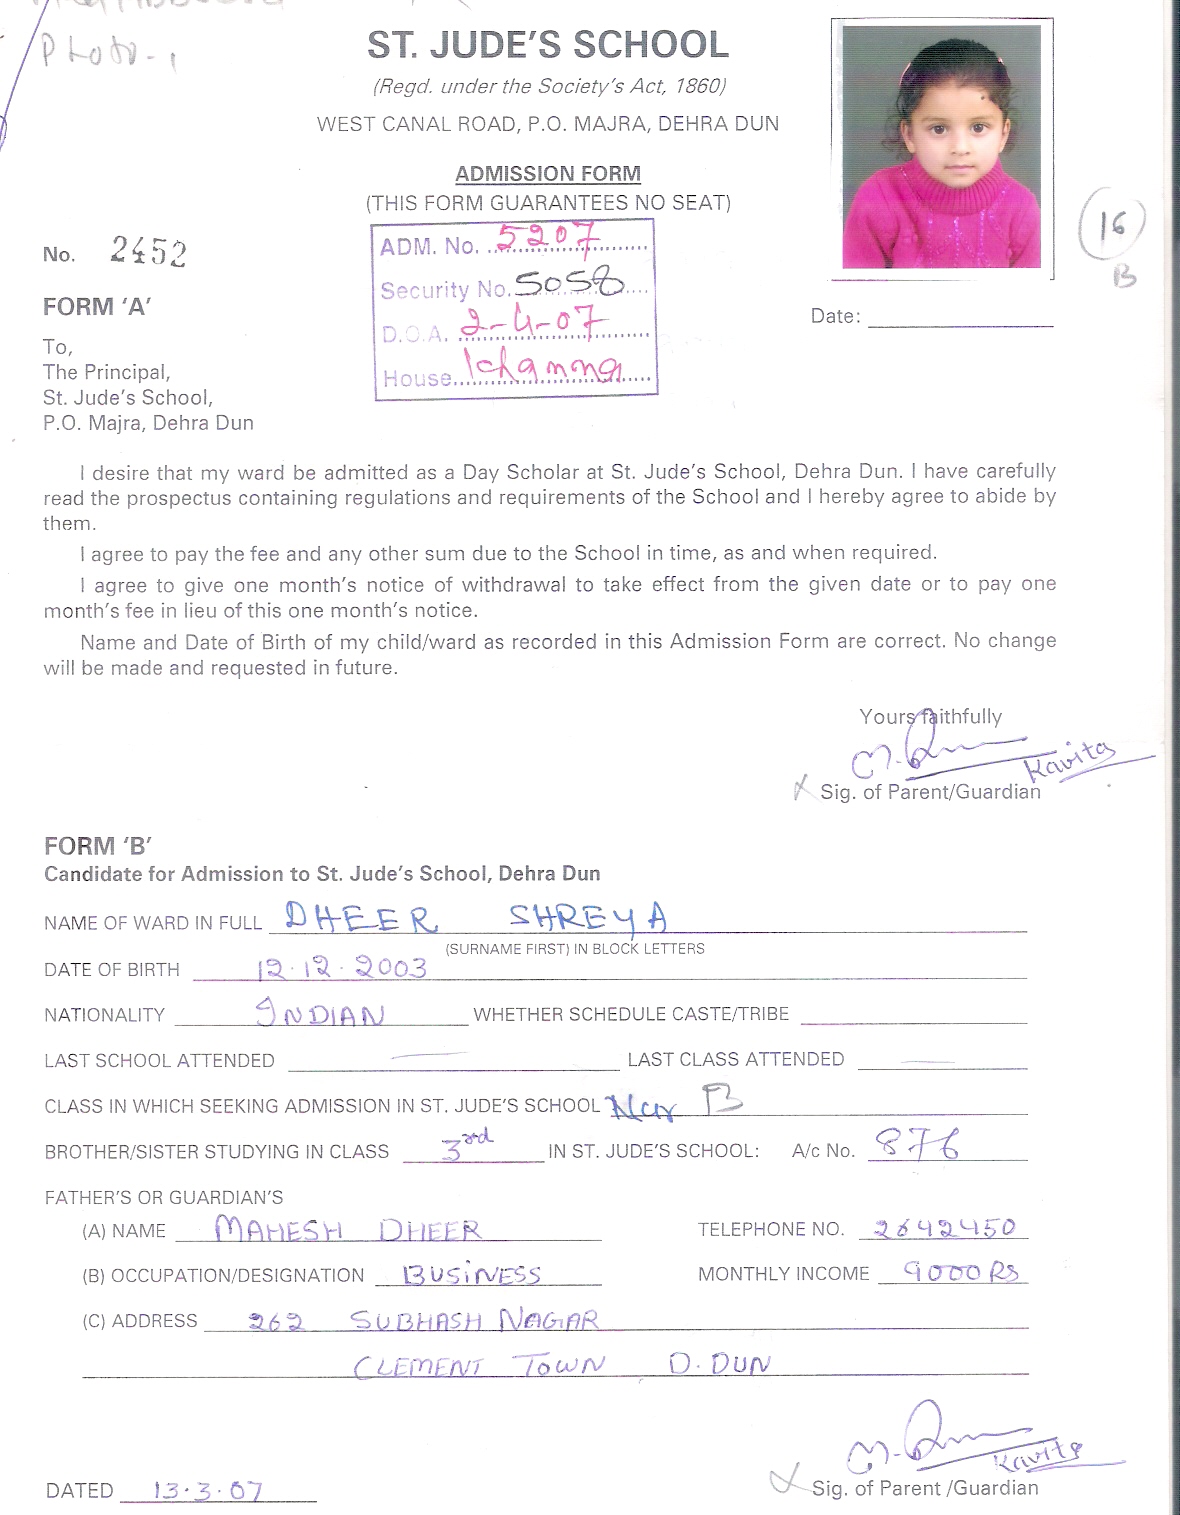 Photo-1
ST. JUDE'S SCHOOL
(Regd. under the Society's Act, 1860)
WEST CANAL ROAD, P.O. MAJRA, DEHRA DUN
ADMISSION FORM
(THIS FORM GUARANTEES NO SEAT)
ADM. No. 5207
No. 2452
Security No. 5058
16
B
FORM 'A'
D.O.A. 2-4-07
Date:
House
To,
The Principal,
St. Jude's School,
P.O. Majra, Dehra Dun
I desire that my ward be admitted as a Day Scholar at St. Jude's School, Dehra Dun. I have carefully
read the prospectus containing regulations and requirements of the School and I hereby agree to abide by
them.
I agree to pay the fee and any other sum due to the School in time, as and when required.
I agree to give one month's notice of withdrawal to take effect from the given date or to pay one
month's fee in lieu of this one month's notice.
Name and Date of Birth of my child/ward as recorded in this Admission Form are correct. No change
will be made and requested in future.
Yours faithfully
Kavita
Sig. of Parent/Guardian
FORM 'B'
Candidate for Admission to St. Jude's School, Dehra Dun
NAME OF WARD IN FULL DHEER SHREYA
(SURNAME FIRST) IN BLOCK LETTERS
DATE OF BIRTH 12.12.2003
NATIONALITY INDIAN WHETHER SCHEDULE CASTE/TRIBE
LAST SCHOOL ATTENDED — LAST CLASS ATTENDED —
CLASS IN WHICH SEEKING ADMISSION IN ST. JUDE'S SCHOOL Nur B
BROTHER/SISTER STUDYING IN CLASS 3rd IN ST. JUDE'S SCHOOL: A/c No. 876
FATHER'S OR GUARDIAN'S
(A) NAME MAHESH DHEER TELEPHONE NO. 2642450
(B) OCCUPATION/DESIGNATION BUSiNESS MONTHLY INCOME 9000 RS
(C) ADDRESS 262 SUBHASH NAGAR
CLEMENT TOWN D.DUN
Kavita
DATED 13.3.07 Sig. of Parent /Guardian